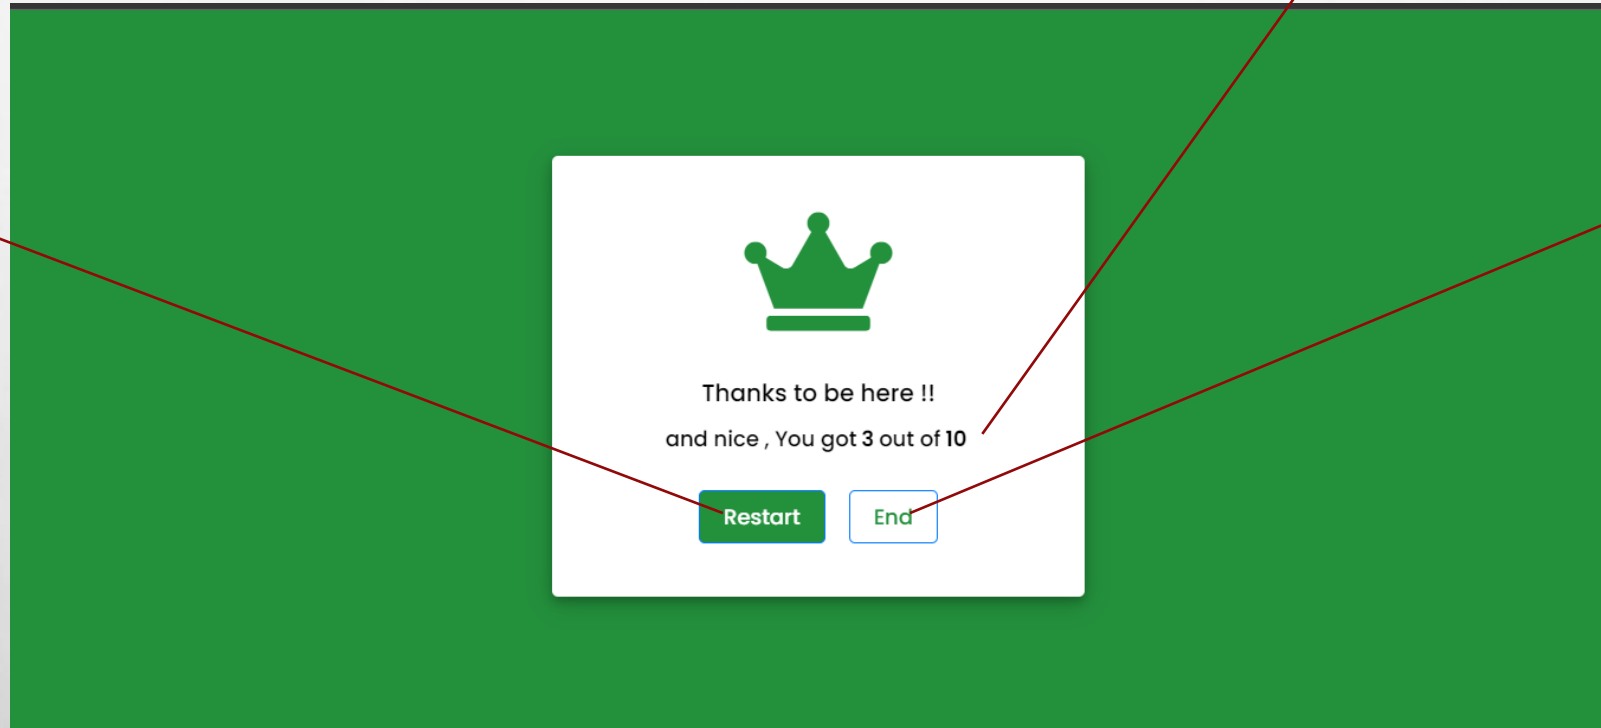 Thanks to be here !!
and nice , You got 3 out of 10
Restart End